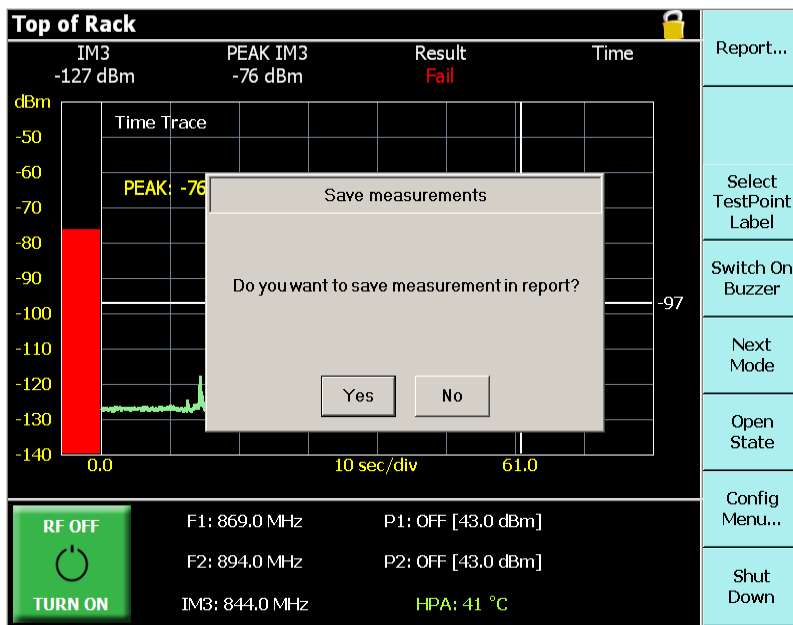 Top of Rack
IM3 PEAK IM3 Result Time
-127 dBm -76 dBm Fail
dBm
Time Trace
-50
-60
PEAK: -76
-70
-80
-90
-100
-110
-120
-130
-140
-97
0.0 10 sec/div 61.0
Save measurements
Do you want to save measurement in report?
Yes No
RF OFF
TURN ON
F1: 869.0 MHz P1: OFF [43.0 dBm]
F2: 894.0 MHz P2: OFF [43.0 dBm]
IM3: 844.0 MHz HPA: 41 °C
Report...
Select
TestPoint
Label
Switch On
Buzzer
Next
Mode
Open
State
Config
Menu...
Shut
Down